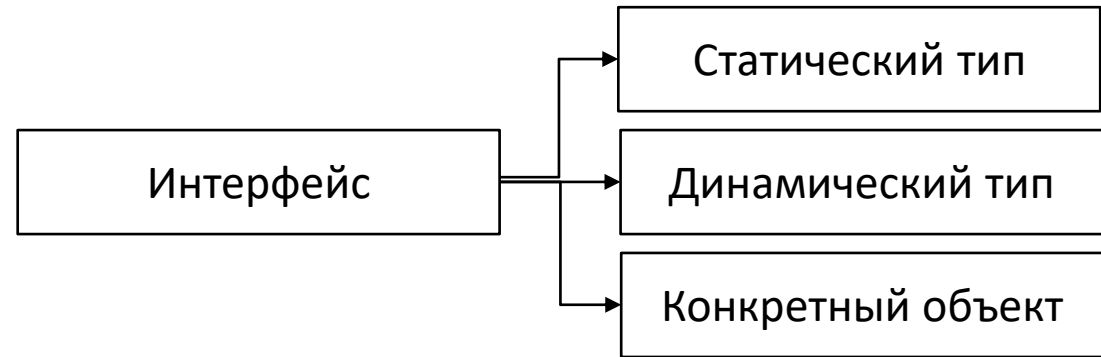 Статический тип
Интерфейс
Динамический тип
Конкретный объект